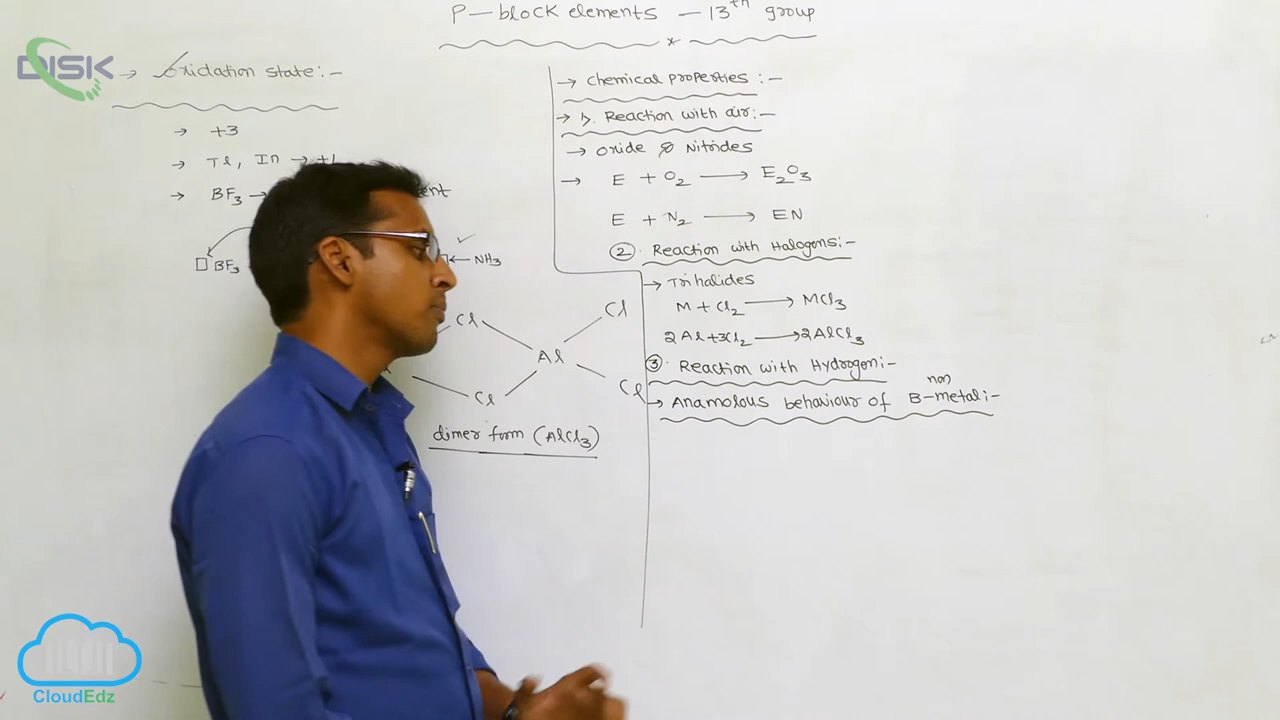 P-block elements - 13th group
DISK
→ Oxidation state:-
→ +3
→ Tl, In → +1
→ BF3 →
□BF3
← NH3
Cl
Cl
Al
Cl
Cl
dimer form (AlCl3)
→ Chemical properties :-
→ 1). Reaction with air:-
→ Oxide & Nitrides
→ E + O2 → E2O3
E + N2 → EN
②. Reaction with Halogens:-
→ Tri halides
M + Cl2 → MCl3
2Al+3Cl2 → 2AlCl3
③. Reaction with Hydrogen:-
→ Anamolous behaviour of B-non metal:-
CloudEdz